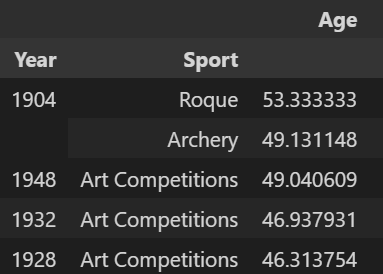 Age
Year Sport
1904 Roque 53.333333
Archery 49.131148
1948 Art Competitions 49.040609
1932 Art Competitions 46.937931
1928 Art Competitions 46.313754